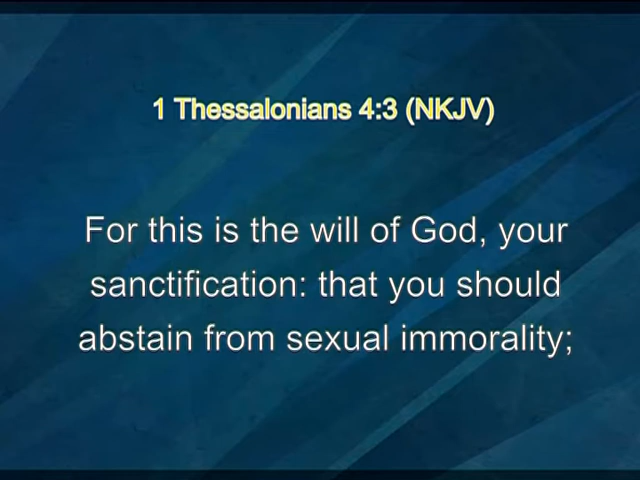 1 Thessalonians 4:3 (NKJV)
For this is the will of God, your
sanctification: that you should
abstain from sexual immorality;